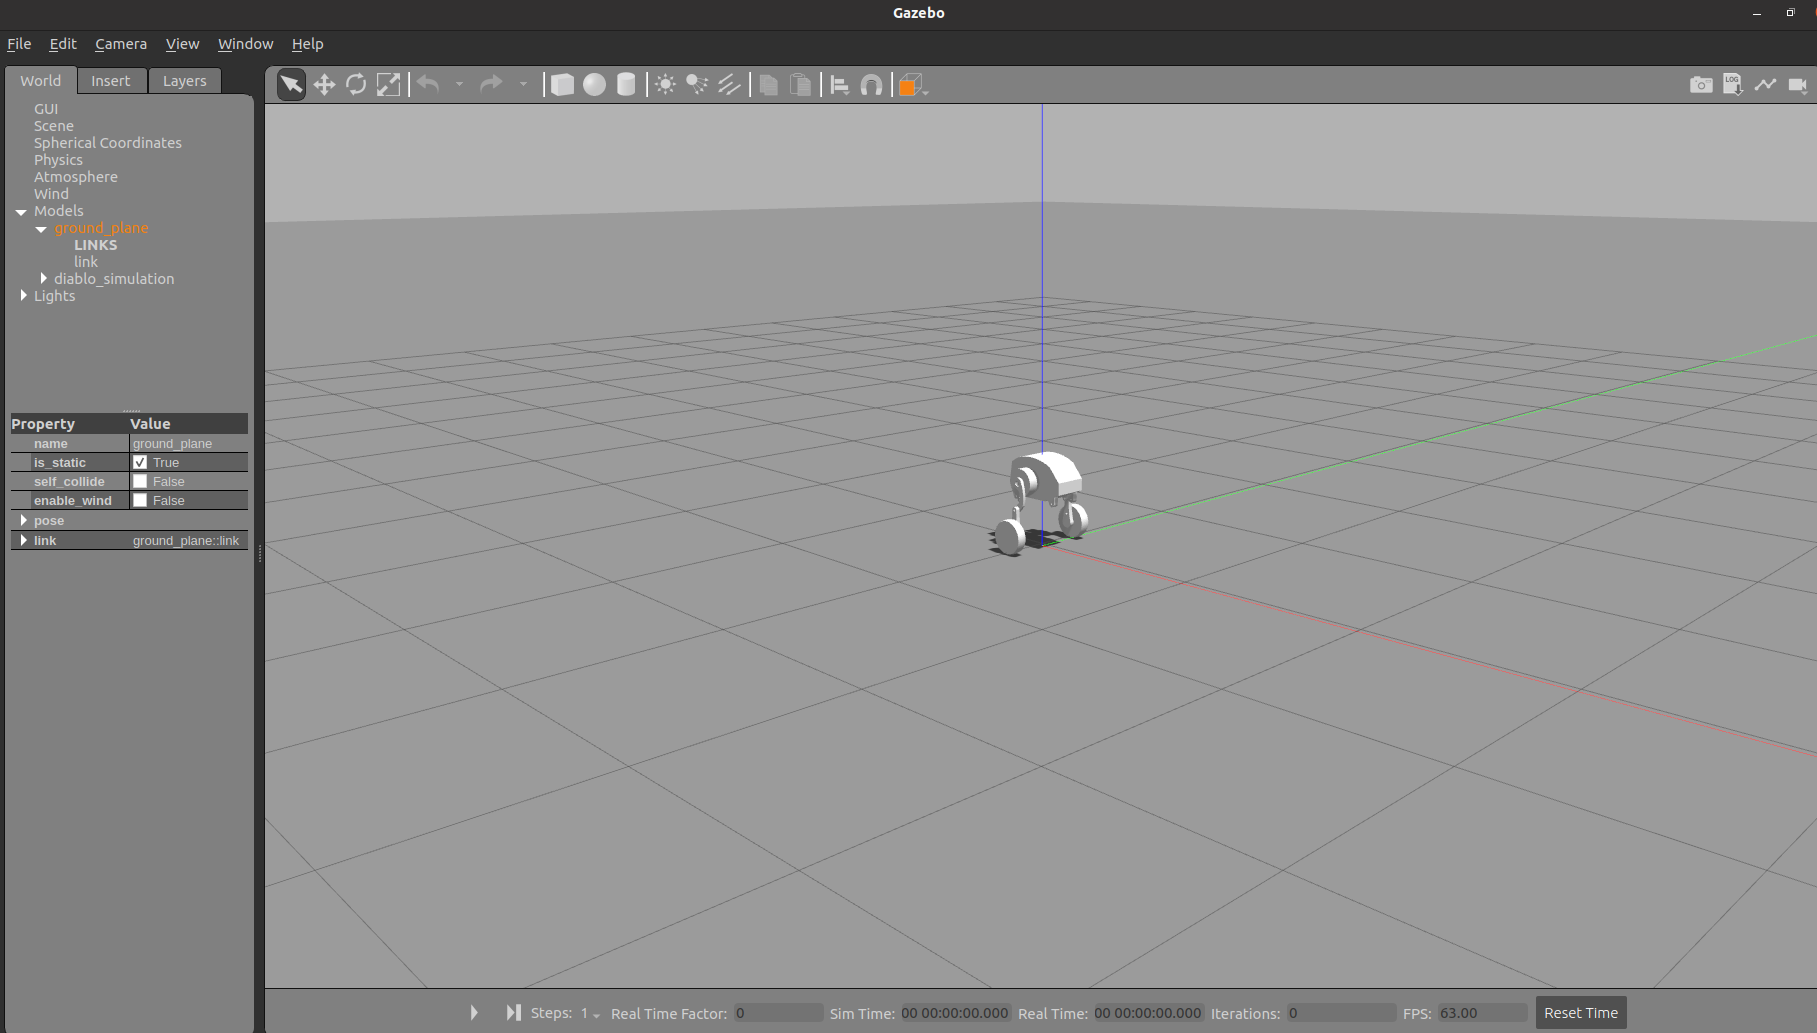 Gazebo
File Edit Camera View Window Help
World Insert Layers
LOG
GUI
Scene
Spherical Coordinates
Physics
Atmosphere
Wind
Models
ground_plane
LINKS
link
diablo_simulation
Lights
Property Value
name ground_plane
is_static True
self_collide False
enable_wind False
pose
link ground_plane::link
Steps: 1 Real Time Factor: 0 Sim Time: 00 00:00:00.000 Real Time: 00 00:00:00.000 Iterations: 0 FPS: 63.00 Reset Time